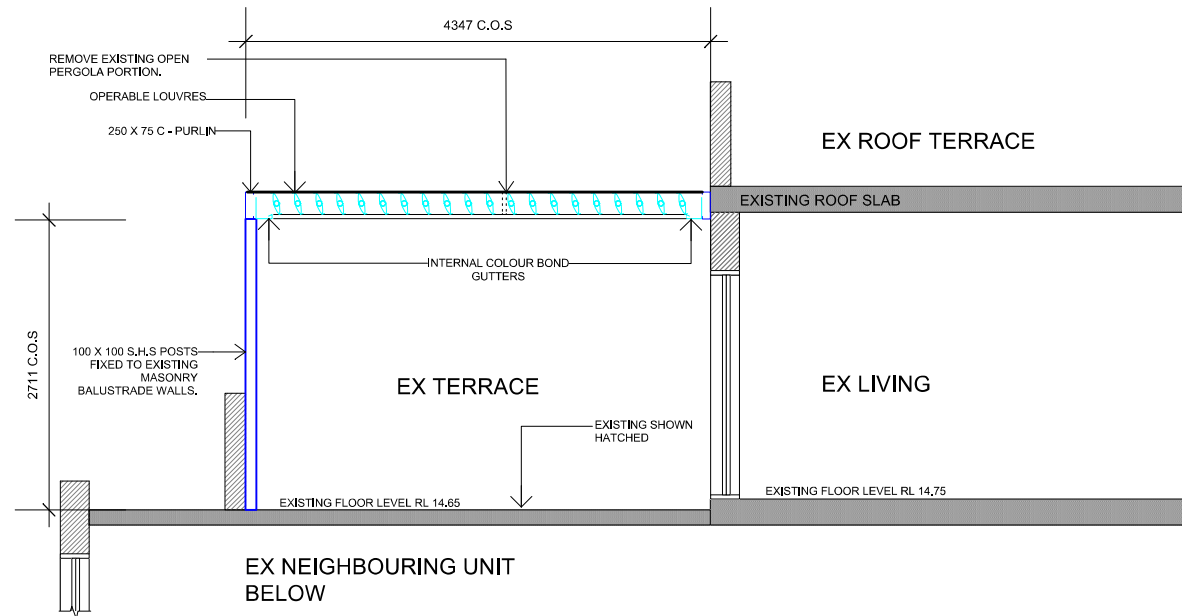 4347 C.O.S
REMOVE EXISTING OPEN
PERGOLA PORTION.
OPERABLE LOUVRES
250 X 75 C - PURLIN
EX ROOF TERRACE
EXISTING ROOF SLAB
INTERNAL COLOUR BOND
GUTTERS
2711 C.O.S
100 X 100 S.H.S POSTS
FIXED TO EXISTING
MASONRY
BALUSTRADE WALLS.
EX TERRACE
EX LIVING
EXISTING SHOWN
HATCHED
EXISTING FLOOR LEVEL RL 14.65
EXISTING FLOOR LEVEL RL 14.75
EX NEIGHBOURING UNIT
BELOW